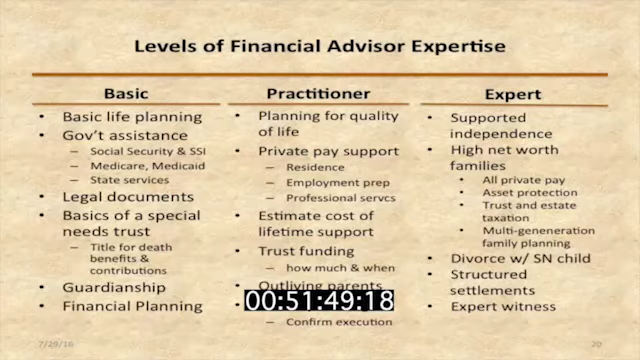 Levels of Financial Advisor Expertise
Basic
• Basic life planning
• Gov't assistance
– Social Security & SSI
– Medicare, Medicaid
– State services
• Legal documents
• Basics of a special
needs trust
– Title for death
benefits &
contributions
• Guardianship
• Financial Planning
Practitioner
• Planning for quality
of life
• Private pay support
– Residence
– Employment prep
– Professional servcs
• Estimate cost of
lifetime support
• Trust funding
– how much & when
• Outliving parents
•
– Confirm execution
Expert
• Supported
independence
• High net worth
families
• All private pay
• Asset protection
• Trust and estate
taxation
• Multi-geneneration
family planning
• Divorce w/ SN child
• Structured
settlements
• Expert witness
00:51:49:18
7/29/16
20